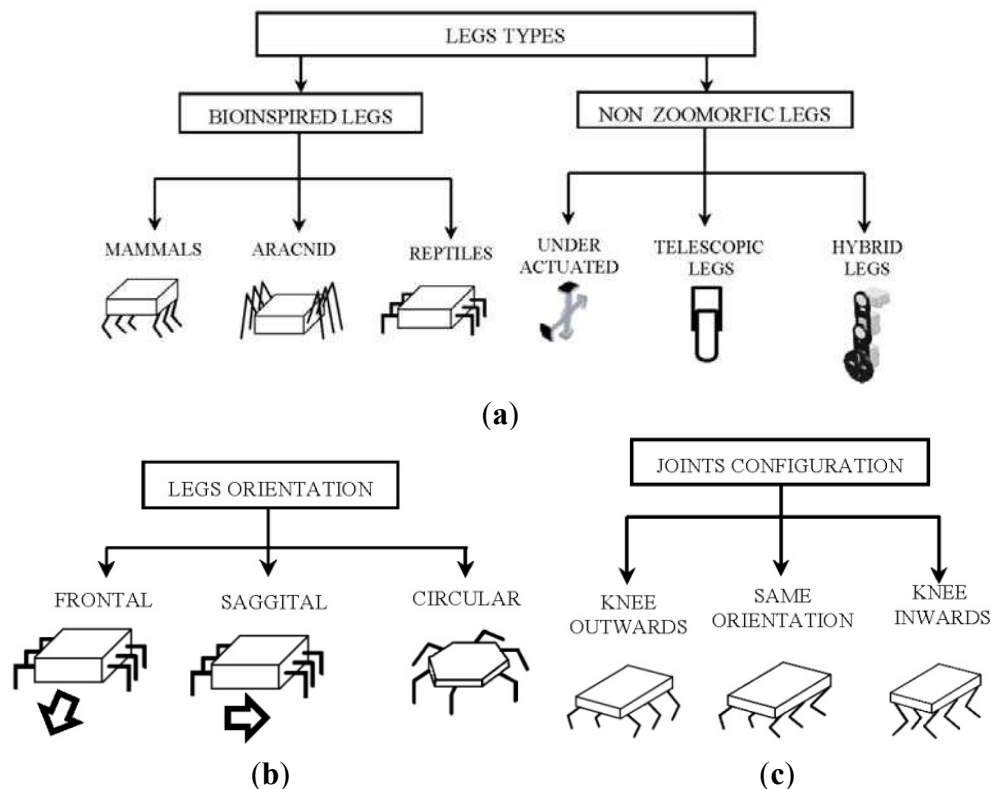 LEGS TYPES
BIOINSPIRED LEGS
NON ZOOMORFIC LEGS
MAMMALS
ARACNID
REPTILES
UNDER
ACTUATED
TELESCOPIC
LEGS
HYBRID
LEGS
(a)
LEGS ORIENTATION
FRONTAL
SAGGITAL
CIRCULAR
(b)
JOINTS CONFIGURATION
KNEE
OUTWARDS
SAME
ORIENTATION
KNEE
INWARDS
(c)